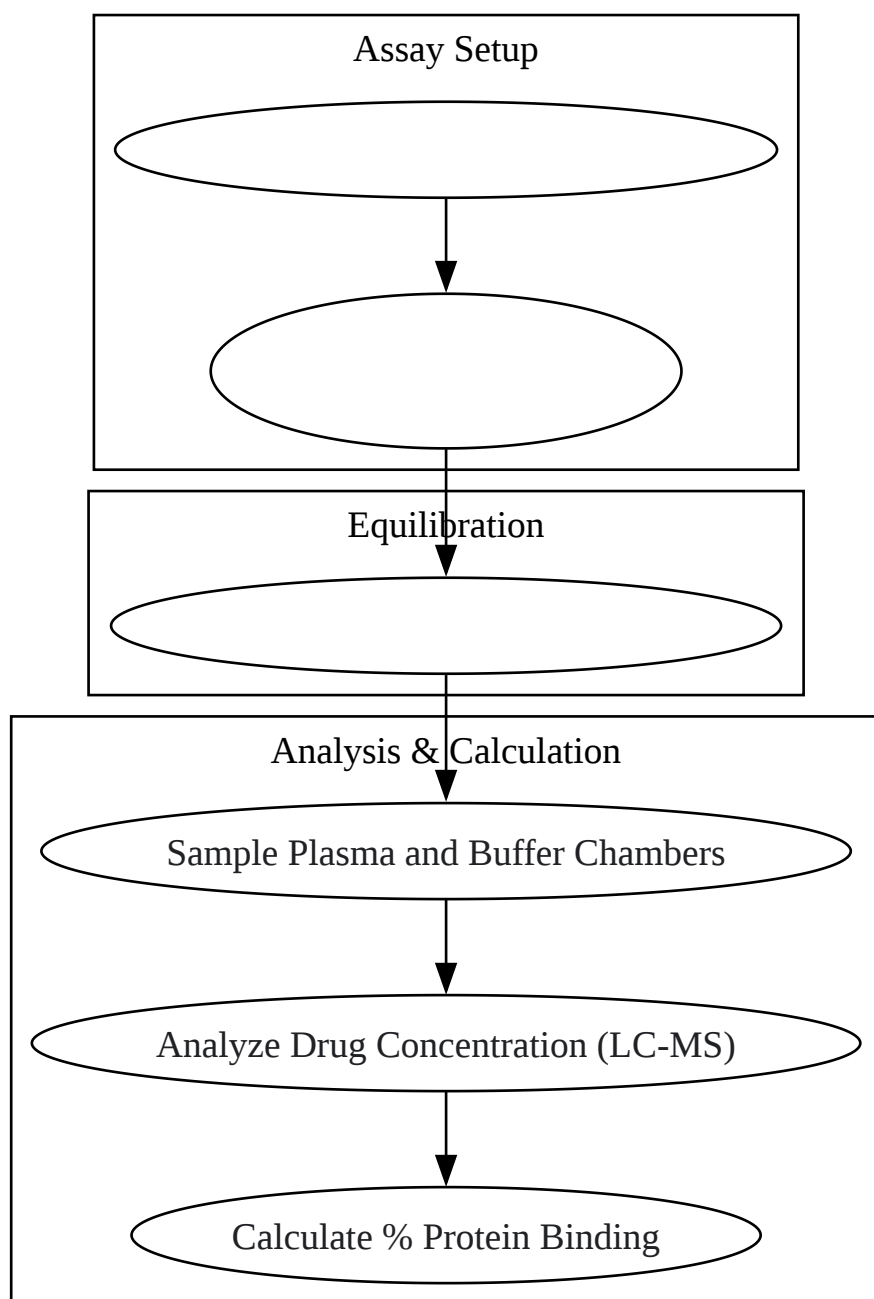 Assay Setup
Equilibration
Analysis & Calculation
Sample Plasma and Buffer Chambers
Analyze Drug Concentration (LC-MS)
Calculate % Protein Binding